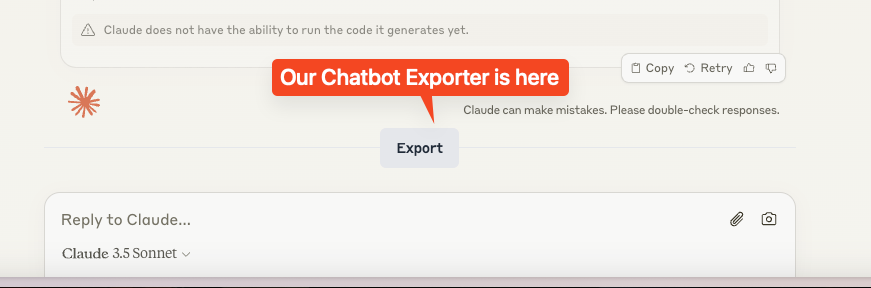 Claude does not have the ability to run the code it generates yet.
Our Chatbot Exporter is here
Copy Retry
Claude can make mistakes. Please double-check responses.
Export
Reply to Claude...
Claude 3.5 Sonnet